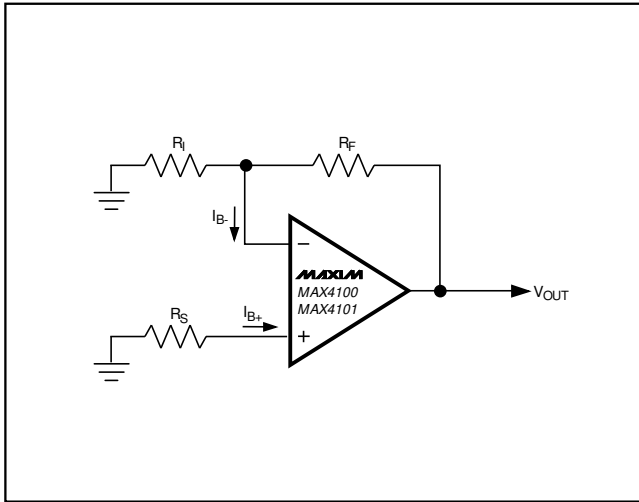 R_I
R_F
I_B-
−
MAXIM
MAX4100
MAX4101
V_OUT
R_S
I_B+
+